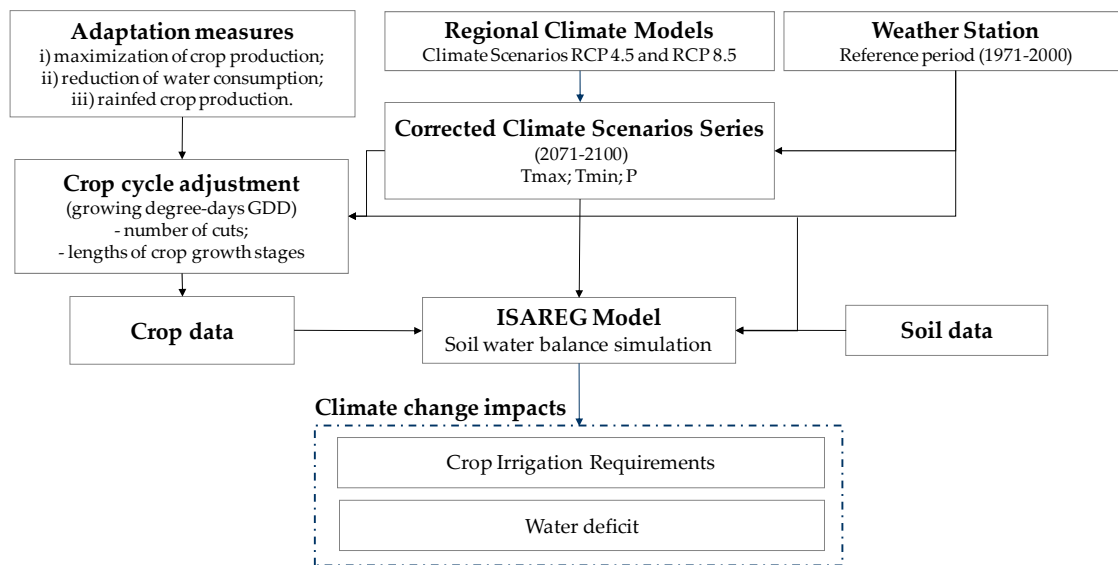 Adaptation measures
i) maximization of crop production;
ii) reduction of water consumption;
iii) rainfed crop production.
Regional Climate Models
Climate Scenarios RCP 4.5 and RCP 8.5
Weather Station
Reference period (1971-2000)
Corrected Climate Scenarios Series
(2071-2100)
Tmax; Tmin; P
Crop cycle adjustment
(growing degree-days GDD)
- number of cuts;
- lengths of crop growth stages
Crop data
ISAREG Model
Soil water balance simulation
Soil data
Climate change impacts
Crop Irrigation Requirements
Water deficit